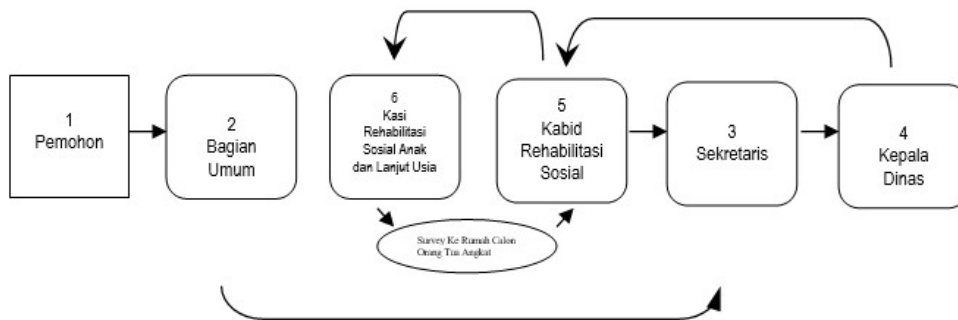 1
Pemohon
2
Bagian
Umum
6
Kasi
Rehabilitasi
Sosial Anak
dan Lanjut Usia
5
Kabid
Rehabilitasi
Sosial
3
Sekretaris
4
Kepala
Dinas
Survey Ke Rumah Calon
Orang Tua Angkat